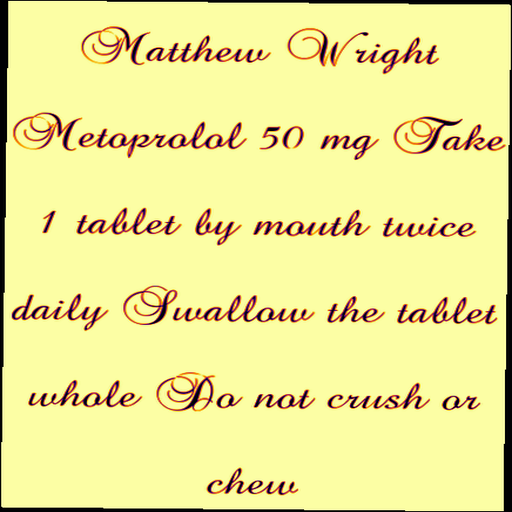 Matthew Wright
Metoprolol 50 mg Take
1 tablet by mouth twice
daily Swallow the tablet
whole Do not crush or
chew